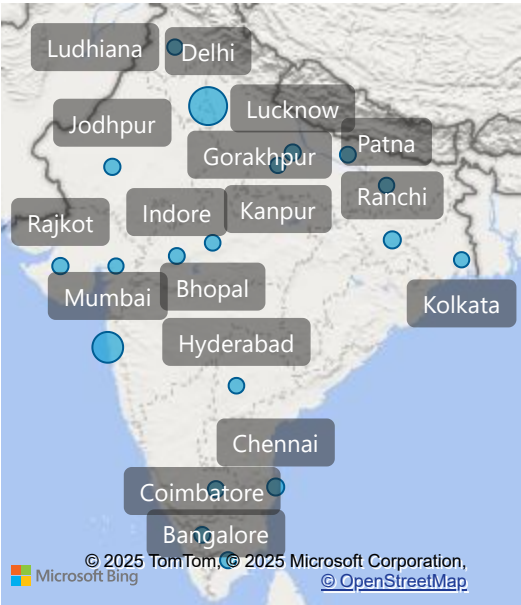 Ludhiana
Delhi
Lucknow
Jodhpur
Patna
Gorakhpur
Ranchi
Indore
Kanpur
Rajkot
Mumbai
Bhopal
Kolkata
Hyderabad
Chennai
Coimbatore
Bangalore
© 2025 TomTom, © 2025 Microsoft Corporation,
Microsoft Bing
© OpenStreetMap